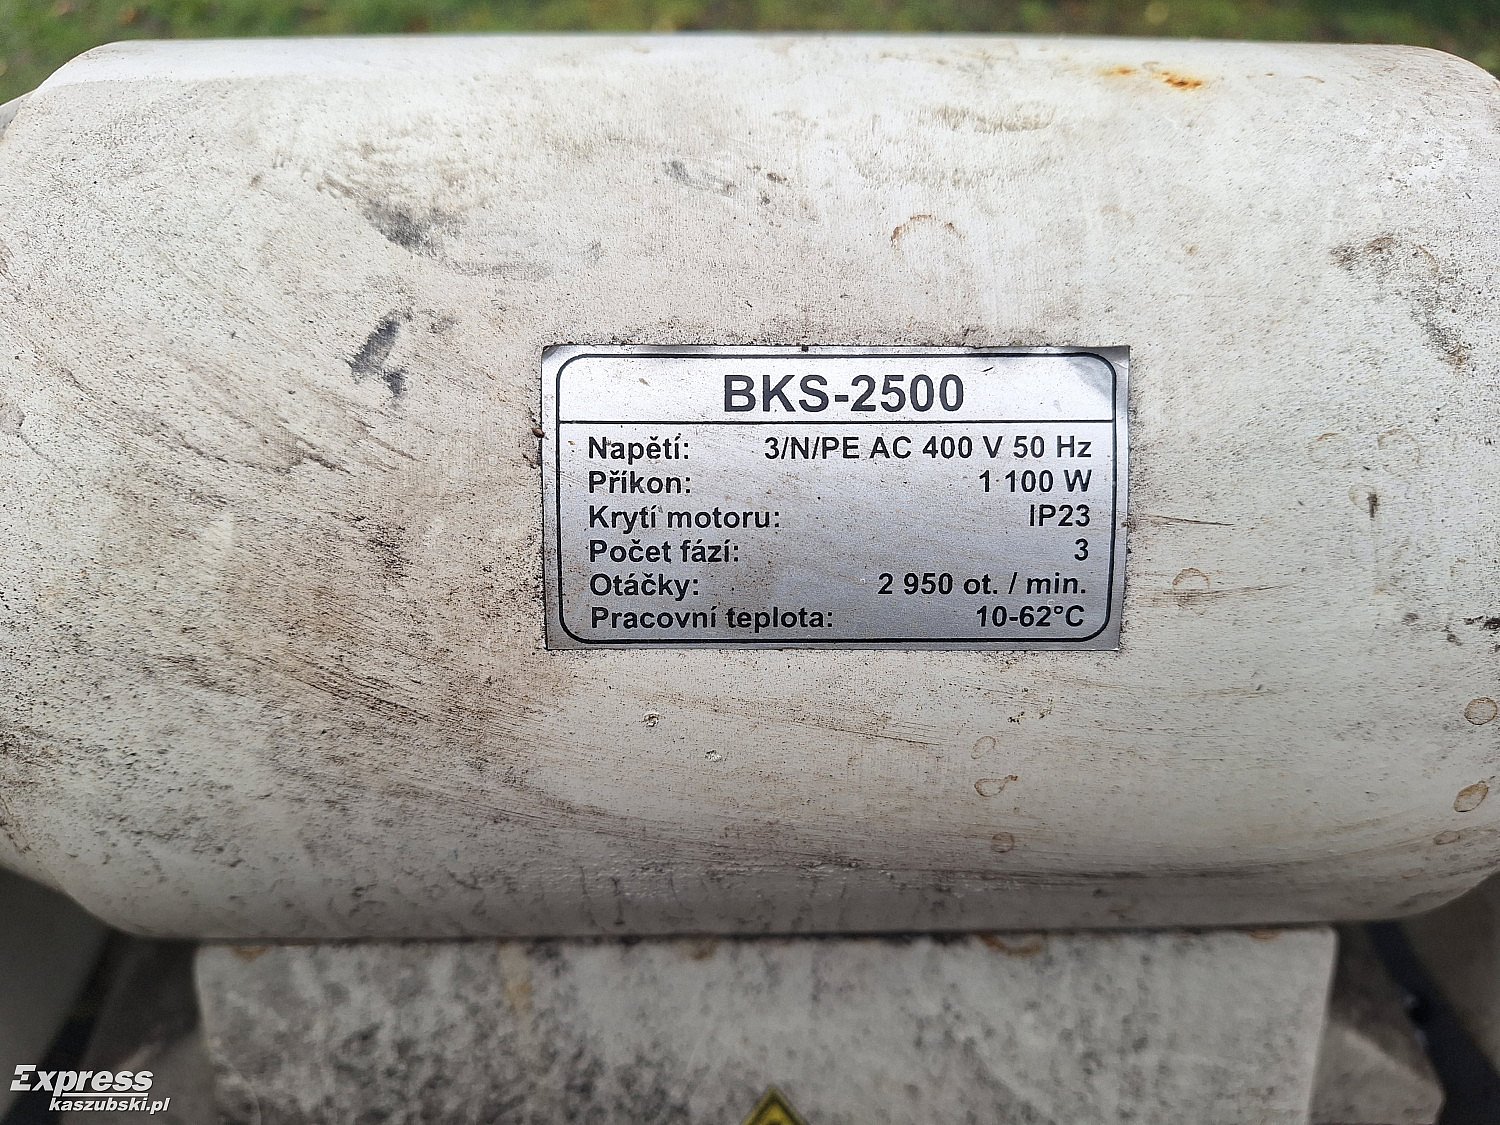 BKS-2500
Napětí: 3/N/PE AC 400 V 50 Hz
Příkon: 1 100 W
Krytí motoru: IP23
Počet fází: 3
Otáčky: 2 950 ot. / min.
Pracovní teplota: 10-62°C
Express
kaszubski.pl